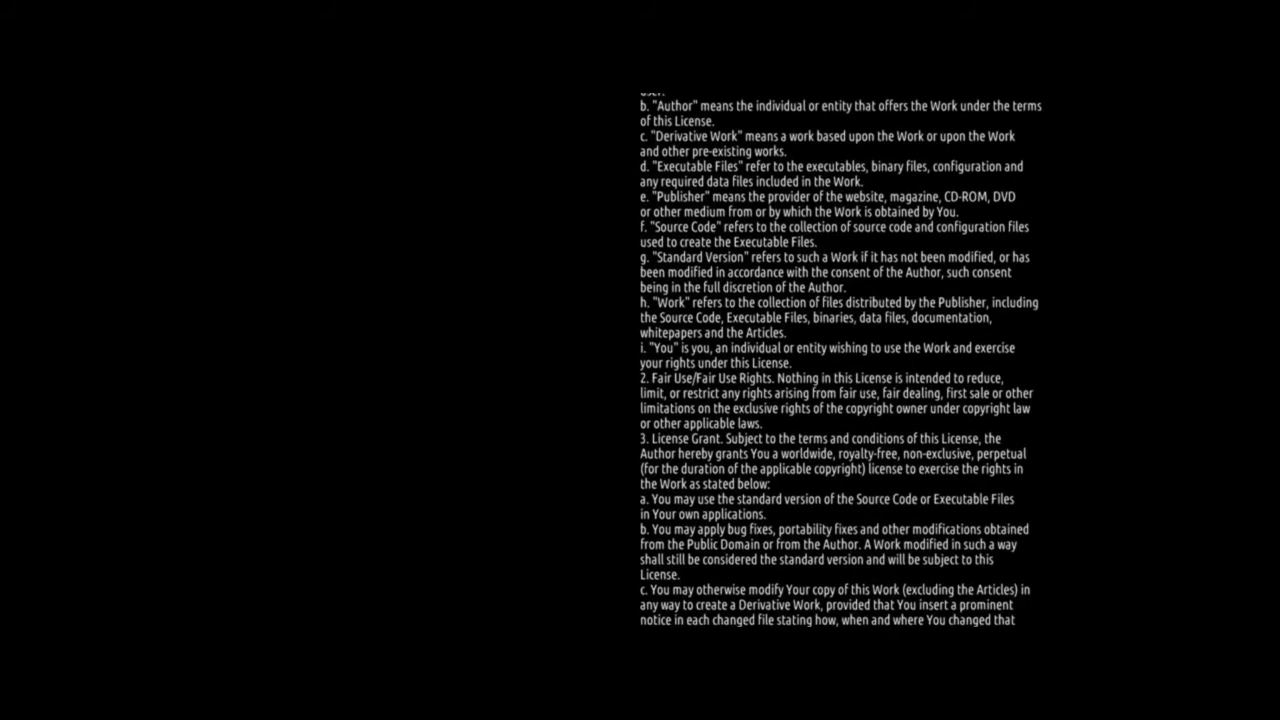 user.
b. "Author" means the individual or entity that offers the Work under the terms
of this License.
c. "Derivative Work" means a work based upon the Work or upon the Work
and other pre-existing works.
d. "Executable Files" refer to the executables, binary files, configuration and
any required data files included in the Work.
e. "Publisher" means the provider of the website, magazine, CD-ROM, DVD
or other medium from or by which the Work is obtained by You.
f. "Source Code" refers to the collection of source code and configuration files
used to create the Executable Files.
g. "Standard Version" refers to such a Work if it has not been modified, or has
been modified in accordance with the consent of the Author, such consent
being in the full discretion of the Author.
h. "Work" refers to the collection of files distributed by the Publisher, including
the Source Code, Executable Files, binaries, data files, documentation,
whitepapers and the Articles.
i. "You" is you, an individual or entity wishing to use the Work and exercise
your rights under this License.
2. Fair Use/Fair Use Rights. Nothing in this License is intended to reduce,
limit, or restrict any rights arising from fair use, fair dealing, first sale or other
limitations on the exclusive rights of the copyright owner under copyright law
or other applicable laws.
3. License Grant. Subject to the terms and conditions of this License, the
Author hereby grants You a worldwide, royalty-free, non-exclusive, perpetual
(for the duration of the applicable copyright) license to exercise the rights in
the Work as stated below:
a. You may use the standard version of the Source Code or Executable Files
in Your own applications.
b. You may apply bug fixes, portability fixes and other modifications obtained
from the Public Domain or from the Author. A Work modified in such a way
shall still be considered the standard version and will be subject to this
License.
c. You may otherwise modify Your copy of this Work (excluding the Articles) in
any way to create a Derivative Work, provided that You insert a prominent
notice in each changed file stating how, when and where You changed that